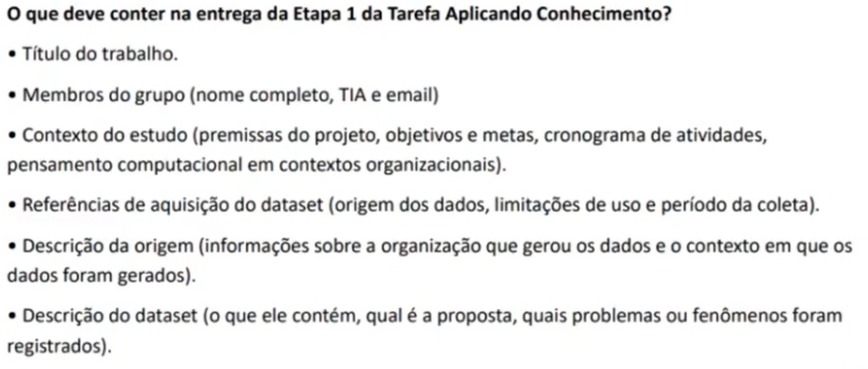 O que deve conter na entrega da Etapa 1 da Tarefa Aplicando Conhecimento?
• Título do trabalho.
• Membros do grupo (nome completo, TIA e email)
• Contexto do estudo (premissas do projeto, objetivos e metas, cronograma de atividades,
pensamento computacional em contextos organizacionais).
• Referências de aquisição do dataset (origem dos dados, limitações de uso e período da coleta).
• Descrição da origem (informações sobre a organização que gerou os dados e o contexto em que os
dados foram gerados).
• Descrição do dataset (o que ele contém, qual é a proposta, quais problemas ou fenômenos foram
registrados).